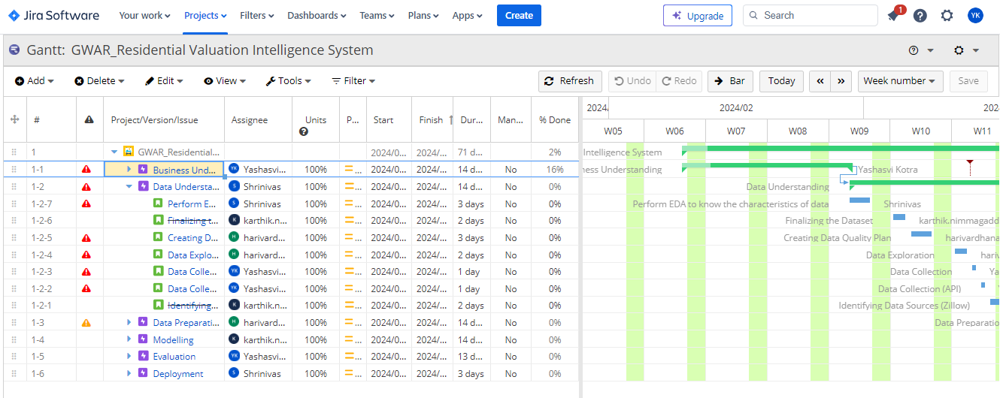 Jira Software Your work Projects Filters Dashboards Teams Plans Apps Create Upgrade Search 1 ? YK
Gantt: GWAR_Residential Valuation Intelligence System
Add Delete Edit View Tools Filter Refresh Undo Redo Bar Today « » Week number Save
# Project/Version/Issue Assignee Units P... Start Finish Dur... Man... % Done
2024/ 2024/02 202
W05 W06 W07 W08 W09 W10 W11
1 GWAR_Residential... 2024/0... 2024/... 71 d... 2% Intelligence System
1-1 Business Und... YK Yashasvi... 100% ... 2024/0... 2024/... 14 d... No 16% ness Understanding Yashasvi Kotra
1-2 Data Understa... S Shrinivas 100% ... 2024/0... 2024/... 14 d... No 0% Data Understanding
1-2-7 Perform E... S Shrinivas 100% ... 2024/0... 2024/... 3 days No 0% Perform EDA to know the characteristics of data Shrinivas
1-2-6 Finalizing t... K karthik.n... 100% ... 2024/0... 2024/... 2 days No 0% Finalizing the Dataset karthik.nimmagadd
1-2-5 Creating D... H harivard... 100% ... 2024/0... 2024/... 3 days No 0% Creating Data Quality Plan harivardhana
1-2-4 Data Explo... H harivard... 100% ... 2024/0... 2024/... 2 days No 0% Data Exploration hariv
1-2-3 Data Colle... YK Yashasvi... 100% ... 2024/0... 2024/... 1 day No 0% Data Collection Ya
1-2-2 Data Colle... YK Yashasvi... 100% ... 2024/0... 2024/... 1 day No 0% Data Collection (API) Y
1-2-1 Identifying... K karthik.n... 100% ... 2024/0... 2024/... 2 days No 0% Identifying Data Sources (Zillow)
1-3 Data Preparati... H harivard... 100% ... 2024/0... 2024/... 14 d... No 0% Data Preparatio
1-4 Modelling K karthik.n... 100% ... 2024/0... 2024/... 14 d... No 0%
1-5 Evaluation YK Yashasvi... 100% ... 2024/0... 2024/... 13 d... No 0%
1-6 Deployment S Shrinivas 100% ... 2024/0... 2024/... 3 days No 0%